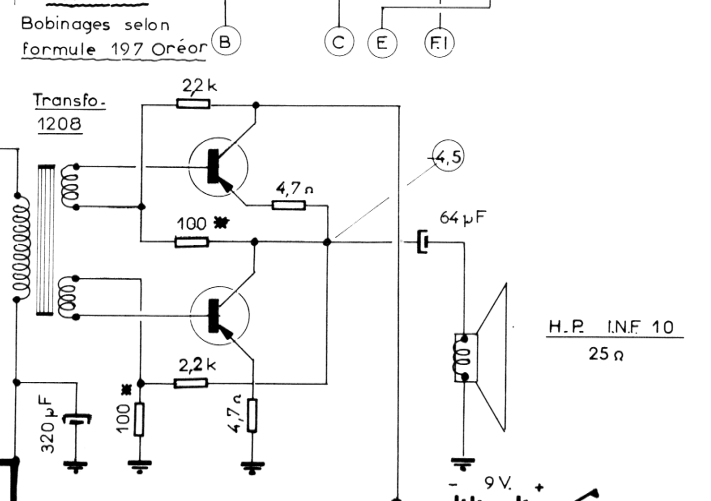 Bobinages selon
formule 197 Oréor
B
C
E
F.1
2,2 k
Transfo-
1208
-4,5
4,7 Ω
64 µF
100 ✱
H.P. I.N.F. 10
25 Ω
2,2 k
320 µF
100 ✱
4,7 Ω
- 9 V. +